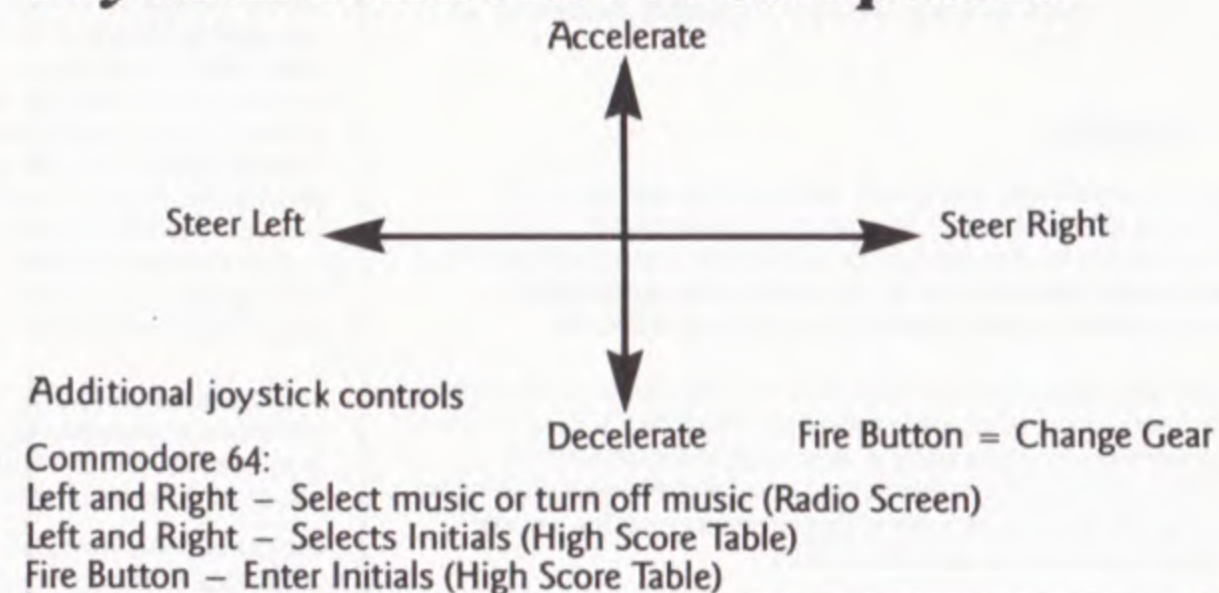 Accelerate
Steer Left Steer Right
Additional joystick controls
Decelerate Fire Button = Change Gear
Commodore 64:
Left and Right – Select music or turn off music (Radio Screen)
Left and Right – Selects Initials (High Score Table)
Fire Button – Enter Initials (High Score Table)